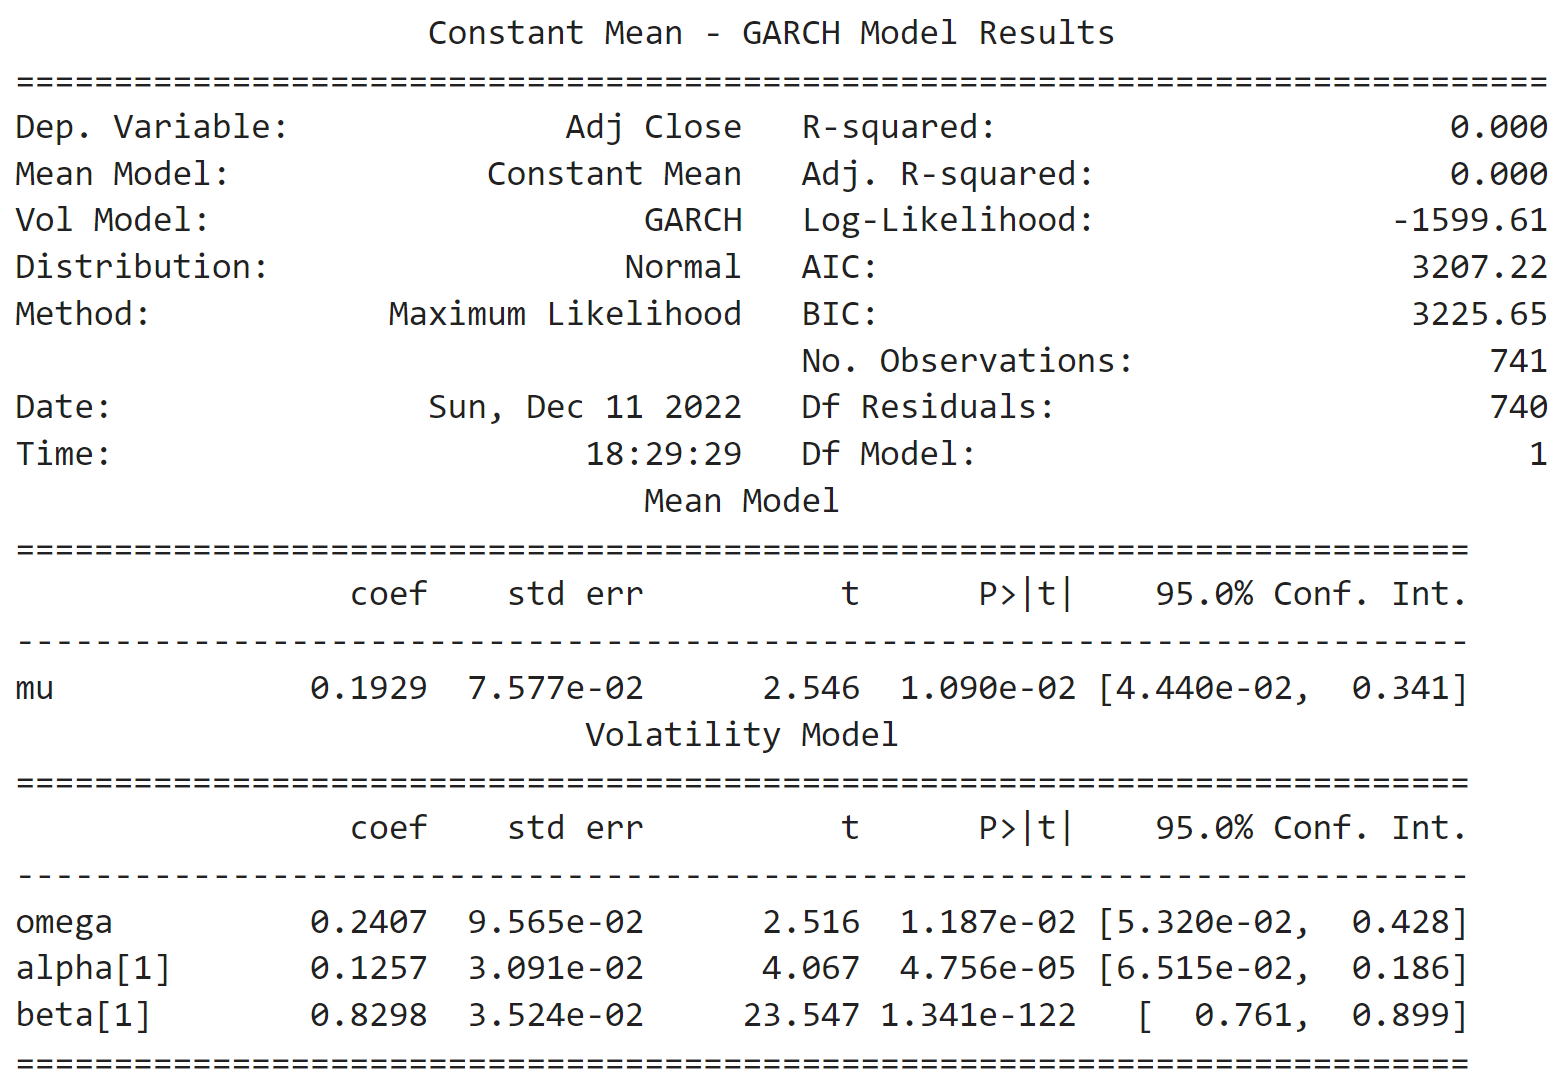 Constant Mean - GARCH Model Results
==============================================================================
Dep. Variable:              Adj Close   R-squared:                       0.000
Mean Model:             Constant Mean   Adj. R-squared:                  0.000
Vol Model:                      GARCH   Log-Likelihood:               -1599.61
Distribution:                  Normal   AIC:                           3207.22
Method:            Maximum Likelihood   BIC:                           3225.65
                                        No. Observations:                  741
Date:                Sun, Dec 11 2022   Df Residuals:                      740
Time:                        18:29:29   Df Model:                            1
                                Mean Model
==========================================================================
                 coef    std err          t      P>|t|    95.0% Conf. Int.
--------------------------------------------------------------------------
mu             0.1929  7.577e-02      2.546  1.090e-02 [4.440e-02,  0.341]
                             Volatility Model
==========================================================================
                 coef    std err          t      P>|t|    95.0% Conf. Int.
--------------------------------------------------------------------------
omega          0.2407  9.565e-02      2.516  1.187e-02 [5.320e-02,  0.428]
alpha[1]       0.1257  3.091e-02      4.067  4.756e-05 [6.515e-02,  0.186]
beta[1]        0.8298  3.524e-02     23.547 1.341e-122   [  0.761,  0.899]
==========================================================================